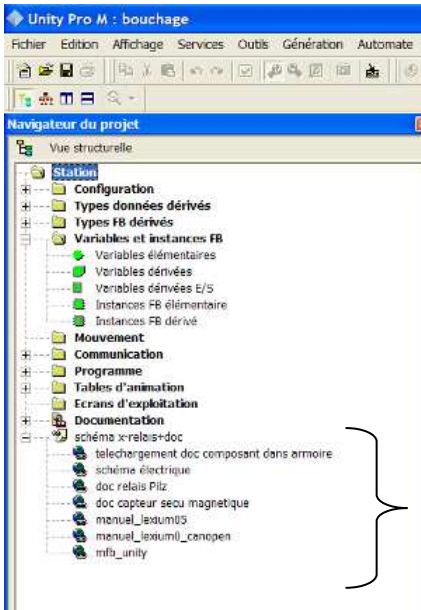 Unity Pro M : bouchage
Fichier Edition Affichage Services Outils Génération Automate
Navigateur du projet
Vue structurelle
Station
Configuration
Types données dérivés
Types FB dérivés
Variables et instances FB
Variables élémentaires
Variables dérivées
Variables dérivées E/S
Instances FB élémentaire
Instances FB dérivé
Mouvement
Communication
Programme
Tables d'animation
Ecrans d'exploitation
Documentation
schéma x-relais+doc
telechargement doc composant dans armoire
schéma électrique
doc relais Pilz
doc capteur secu magnetique
manuel_lexium05
manuel_lexium0_canopen
mfb_unity